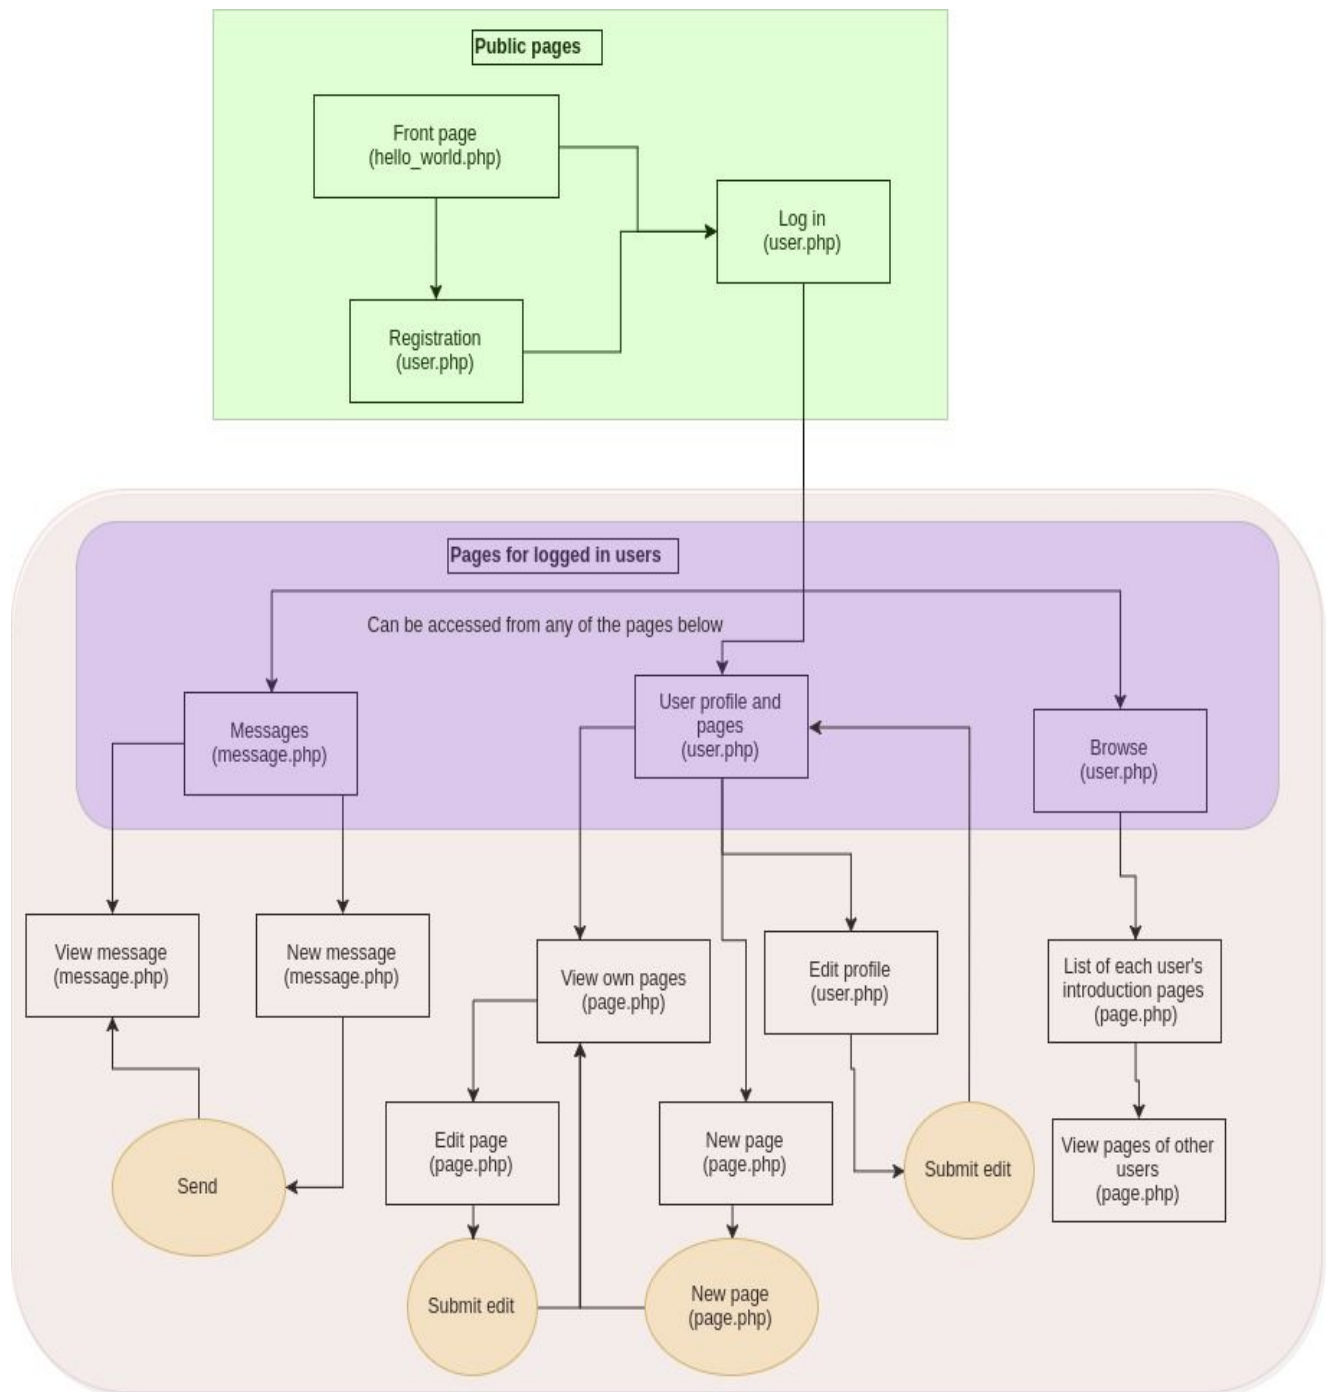 Public pages
Front page
(hello_world.php)
Log in
(user.php)
Registration
(user.php)
Pages for logged in users
Can be accessed from any of the pages below
Messages
(message.php)
User profile and
pages
(user.php)
Browse
(user.php)
View message
(message.php)
New message
(message.php)
View own pages
(page.php)
Edit profile
(user.php)
List of each user's
introduction pages
(page.php)
Send
Edit page
(page.php)
New page
(page.php)
Submit edit
View pages of other
users
(page.php)
Submit edit
New page
(page.php)